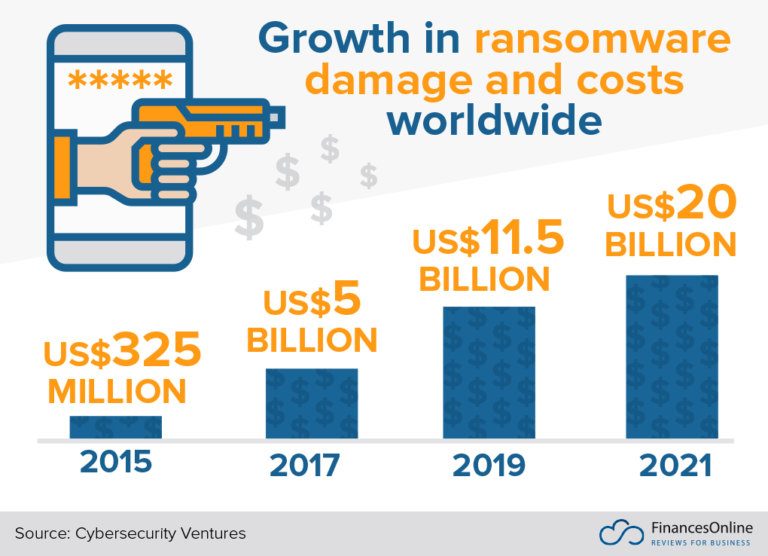 Growth in ransomware
damage and costs
worldwide
*****
US$325
MILLION
US$5
BILLION
US$11.5
BILLION
US$20
BILLION
2015
2017
2019
2021
Source: Cybersecurity Ventures
FinancesOnline
REVIEWS FOR BUSINESS